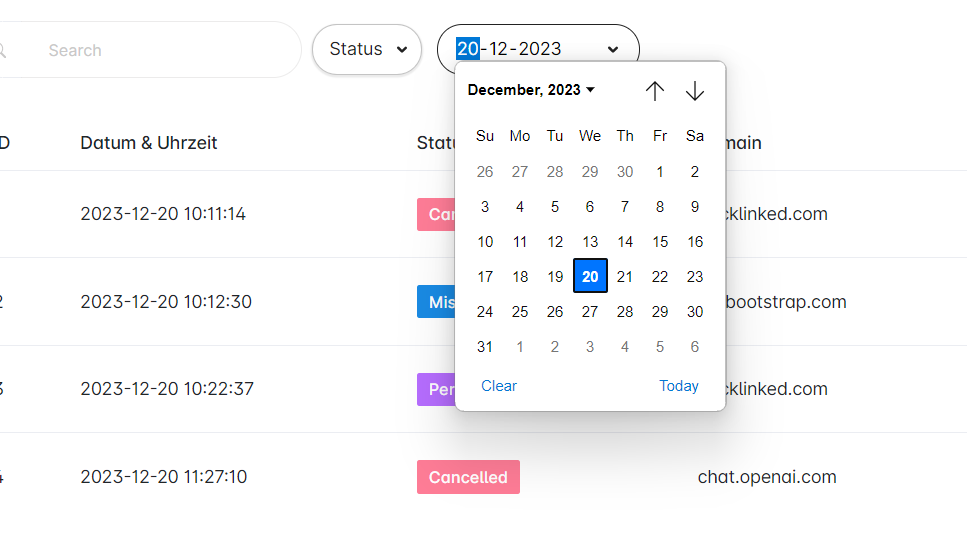 Search Status 20-12-2023
December, 2023
Su Mo Tu We Th Fr Sa
26 27 28 29 30 1 2
3 4 5 6 7 8 9
10 11 12 13 14 15 16
17 18 19 20 21 22 23
24 25 26 27 28 29 30
31 1 2 3 4 5 6
Clear Today
D Datum & Uhrzeit Statu main
2023-12-20 10:11:14 Can cklinked.com
2 2023-12-20 10:12:30 Mis bootstrap.com
3 2023-12-20 10:22:37 Pen cklinked.com
4 2023-12-20 11:27:10 Cancelled chat.openai.com